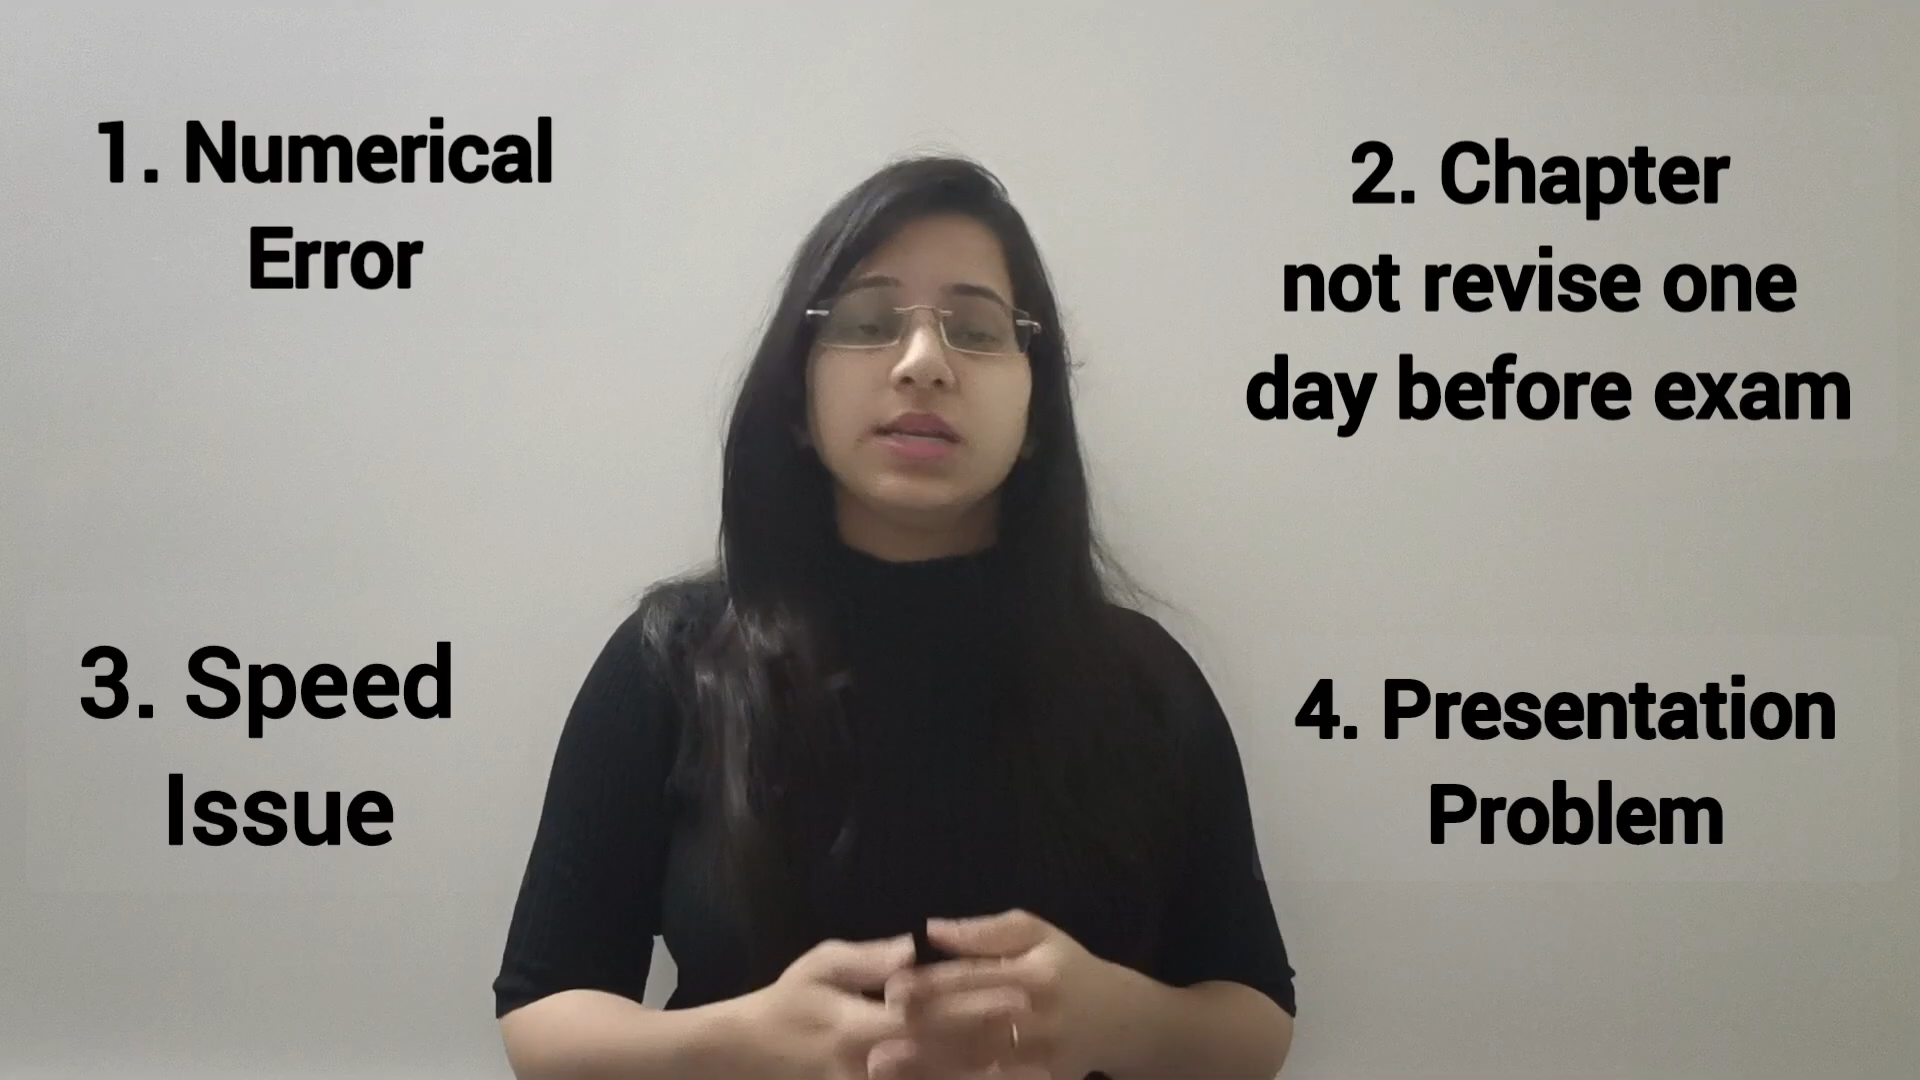 1. Numerical
Error
2. Chapter
not revise one
day before exam
3. Speed
Issue
4. Presentation
Problem